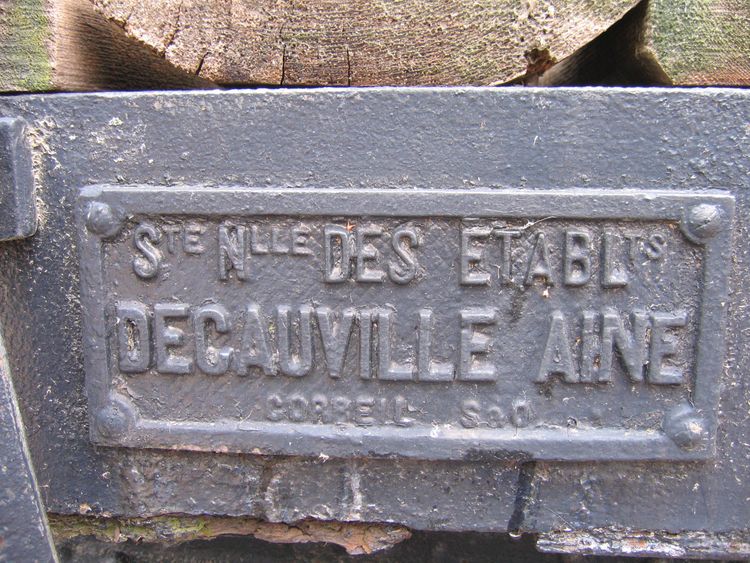 STE NLLE DES ETABLTS
DECAUVILLE AINE
CORBEIL S&O